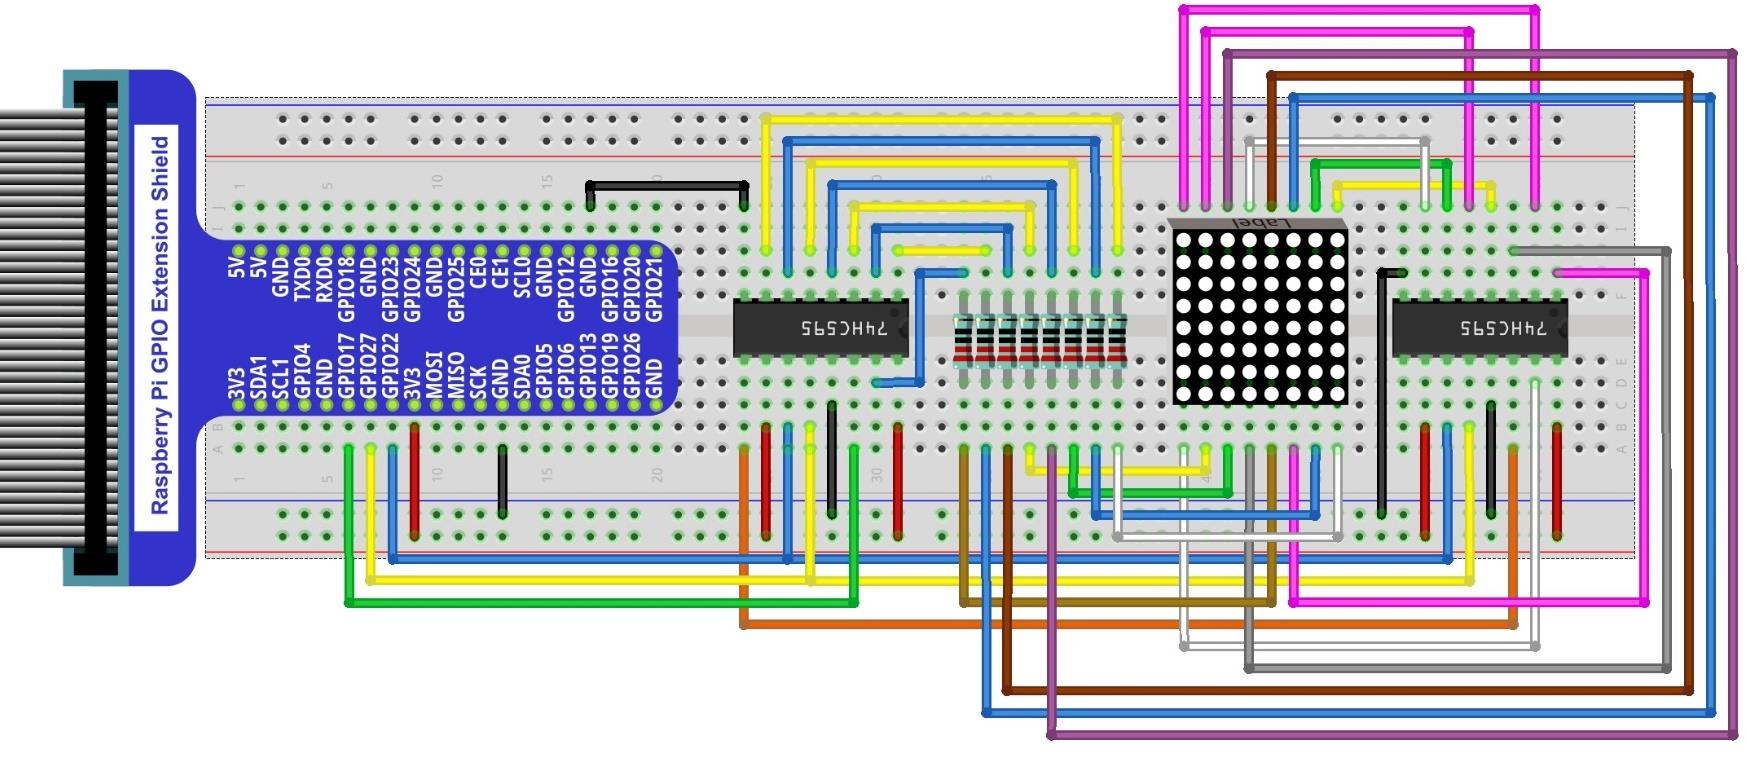 Raspberry Pi GPIO Extension Shield
1 5 10 15 20
J
I
5V 5V GND TXD0 RXD0 GPIO18 GND GPIO23 GPIO24 GND GPIO25 CE0 CE1 SCL0 GND GPIO12 GND GPIO16 GPIO20 GPIO21
3V3 SDA1 SCL1 GPIO4 GND GPIO17 GPIO27 GPIO22 3V3 MOSI MISO SCK GND SDA0 GPIO5 GPIO6 GPIO13 GPIO19 GPIO26 GND
B
A
1 5 10 15 20 30
74HC595
Label
74HC595
J
I
H
G
F
E
D
C
B
A